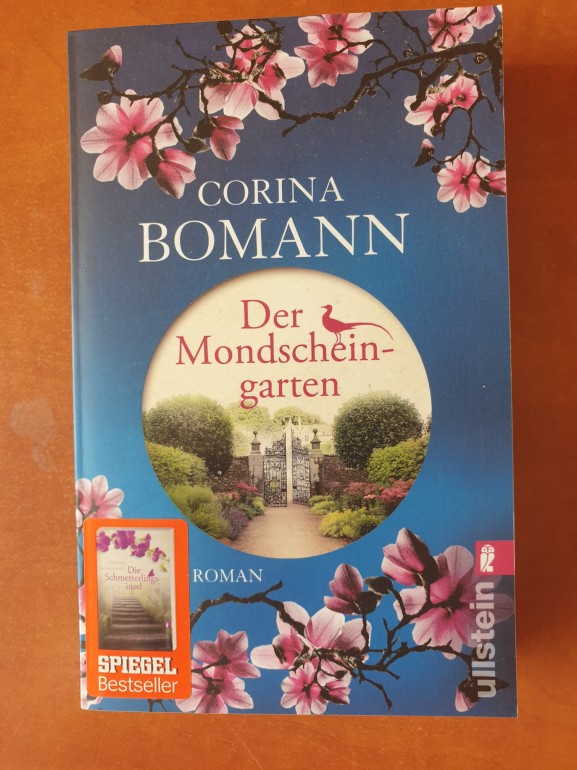 CORINA
BOMANN
Der
Mondschein-
garten
ROMAN
Die
Schmetterlings
insel
SPIEGEL
Bestseller
ullstein